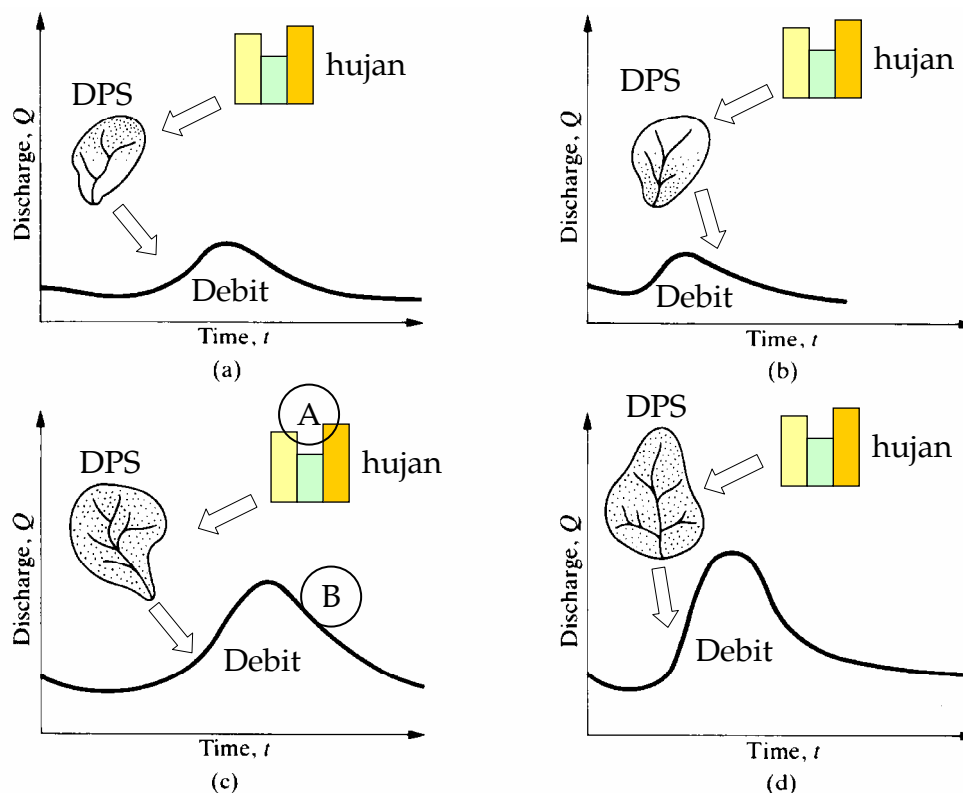 hujan
DPS
Discharge, Q
Debit
Time, t
(a)
hujan
DPS
Discharge, Q
Debit
Time, t
(b)
A
hujan
DPS
Discharge, Q
B
Debit
Time, t
(c)
DPS
hujan
Discharge, Q
Debit
Time, t
(d)